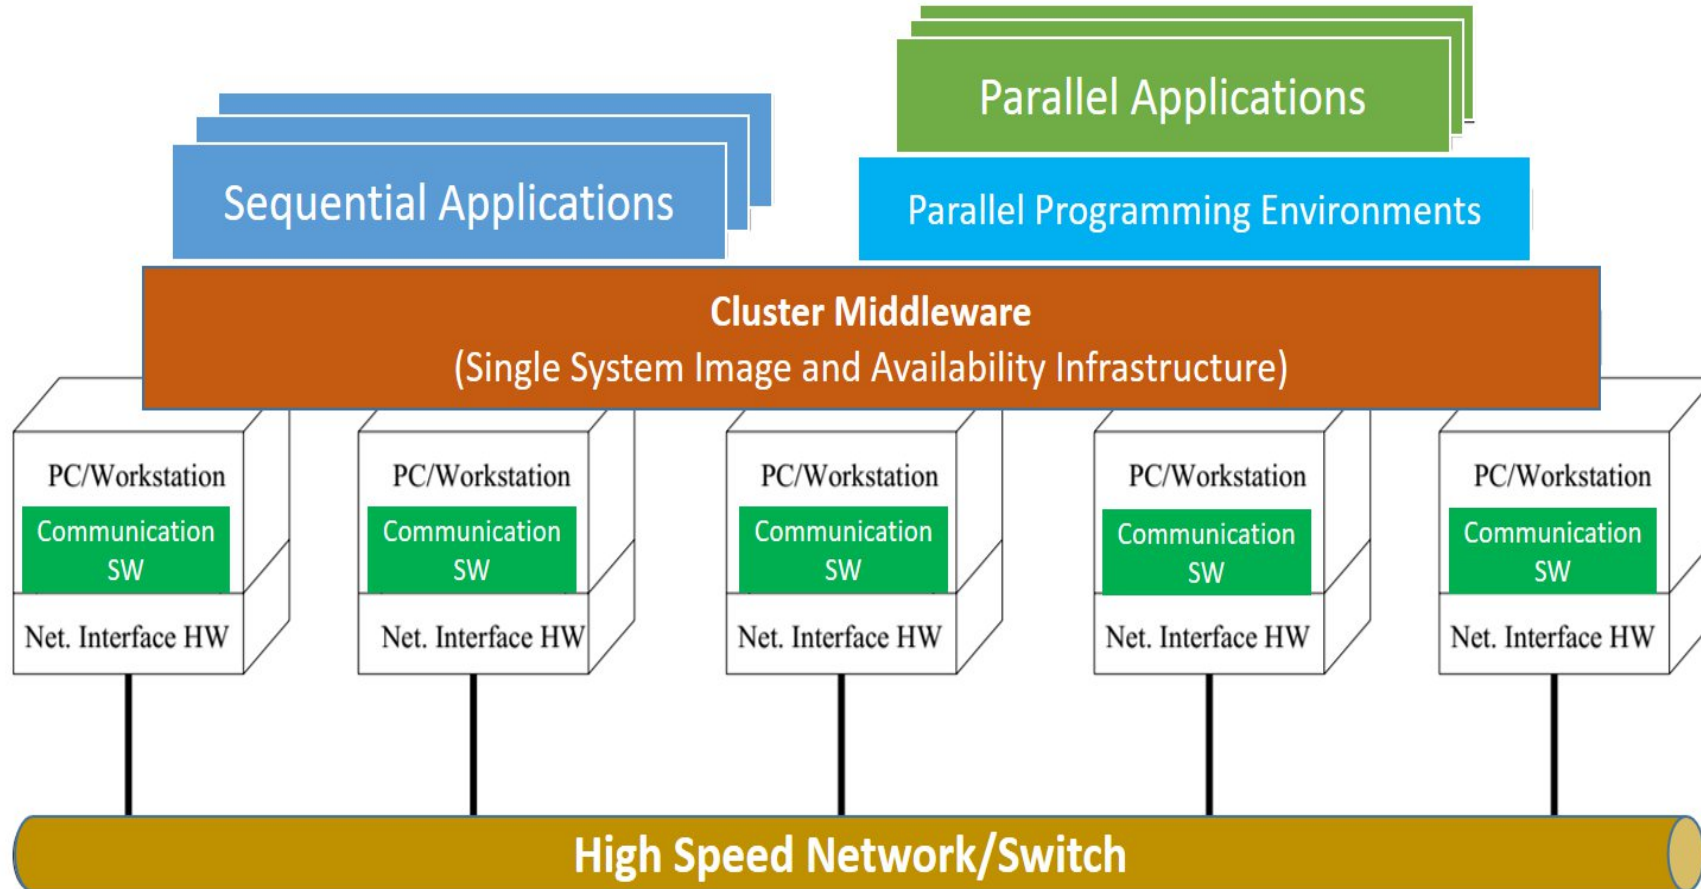 Parallel Applications
Sequential Applications
Parallel Programming Environments
Cluster Middleware
(Single System Image and Availability Infrastructure)
PC/Workstation
Communication
SW
Net. Interface HW
PC/Workstation
Communication
SW
Net. Interface HW
PC/Workstation
Communication
SW
Net. Interface HW
PC/Workstation
Communication
SW
Net. Interface HW
PC/Workstation
Communication
SW
Net. Interface HW
High Speed Network/Switch